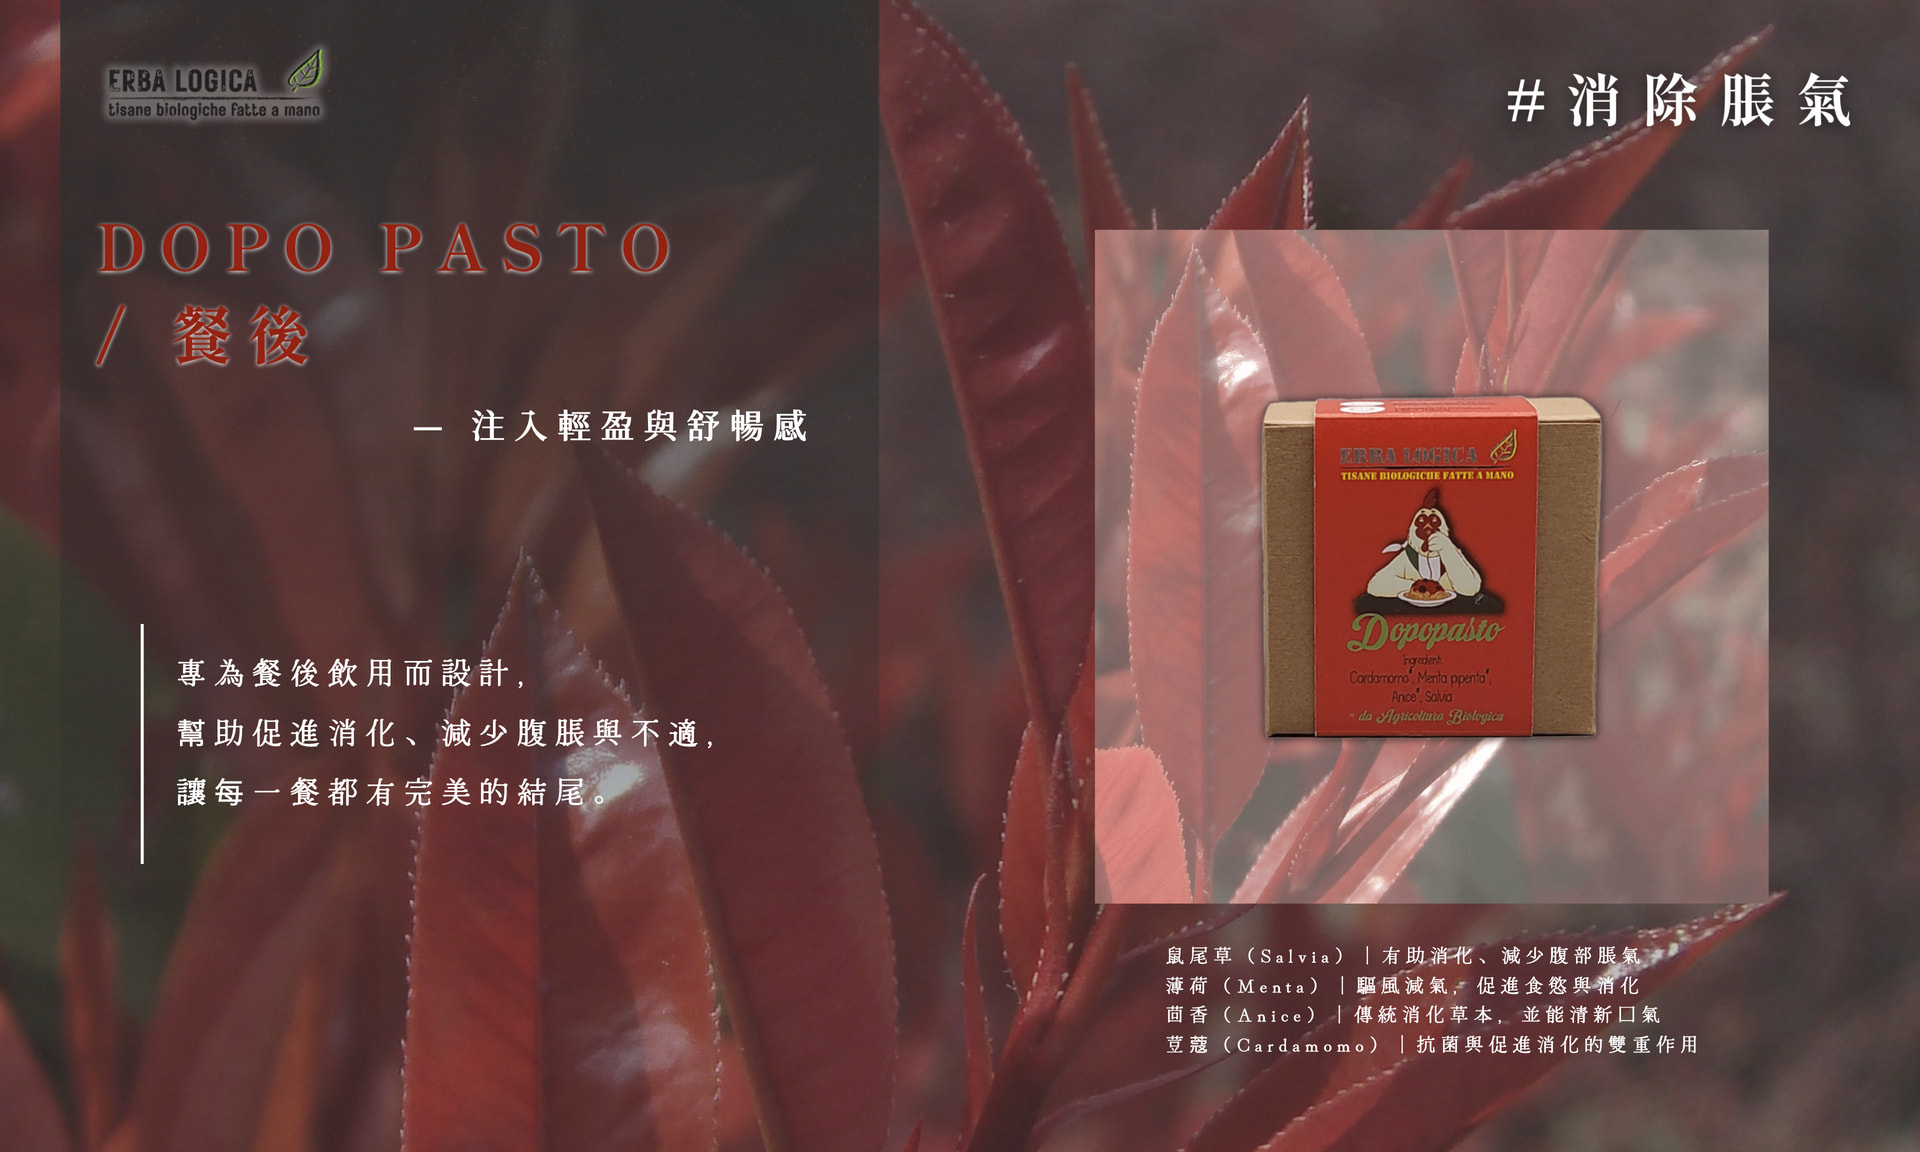 ERBA LOGICA
tisane biologiche fatte a mano
#消除脹氣
DOPO PASTO
/ 餐後
— 注入輕盈與舒暢感
專為餐後飲用而設計,
幫助促進消化、減少腹脹與不適,
讓每一餐都有完美的結尾。
ERBA LOGICA
TISANE BIOLOGICHE FATTE A MANO
Dopopasto
Ingredienti
Cardamomo*, Menta piperita*,
Anice*, Salvia
* da Agricoltura Biologica
鼠尾草（Salvia）｜有助消化、減少腹部脹氣
薄荷（Menta）｜驅風減氣, 促進食慾與消化
茴香（Anice）｜傳統消化草本, 並能清新口氣
荳蔻（Cardamomo）｜抗菌與促進消化的雙重作用